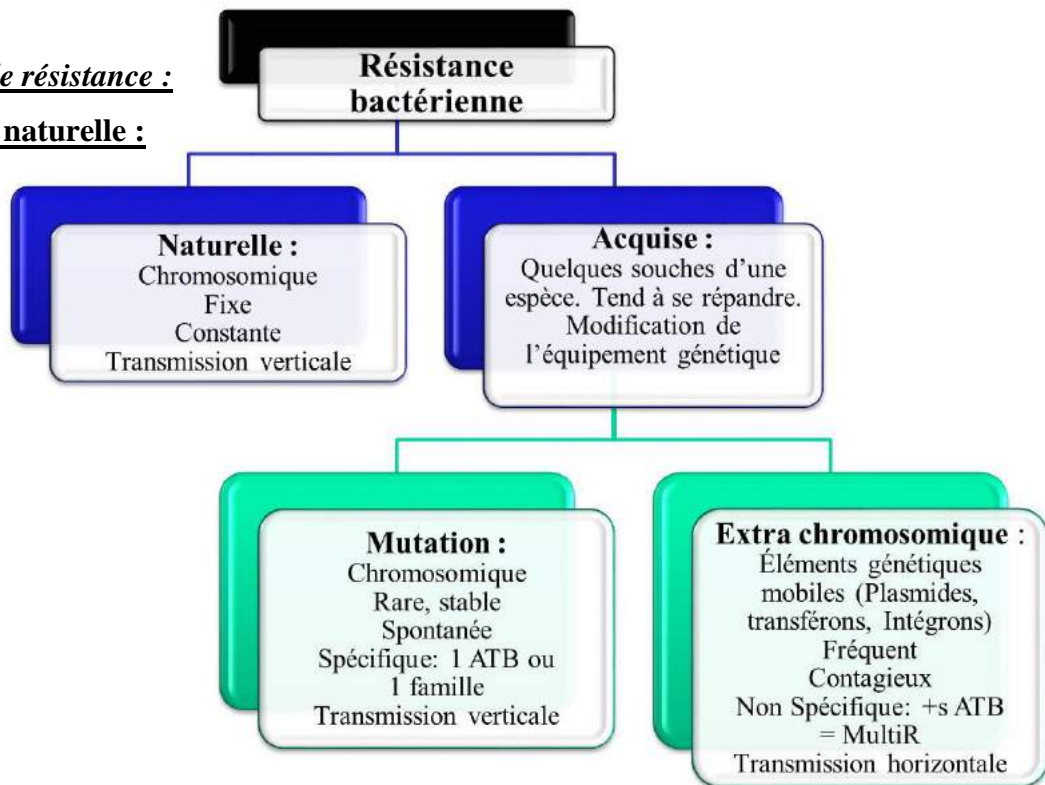 e résistance :
naturelle :
Résistance
bactérienne
Naturelle :
Chromosomique
Fixe
Constante
Transmission verticale
Acquise :
Quelques souches d’une
espèce. Tend à se répandre.
Modification de
l’équipement génétique
Mutation :
Chromosomique
Rare, stable
Spontanée
Spécifique: 1 ATB ou
1 famille
Transmission verticale
Extra chromosomique :
Éléments génétiques
mobiles (Plasmides,
transférons, Intégrons)
Fréquent
Contagieux
Non Spécifique: +s ATB
= MultiR
Transmission horizontale